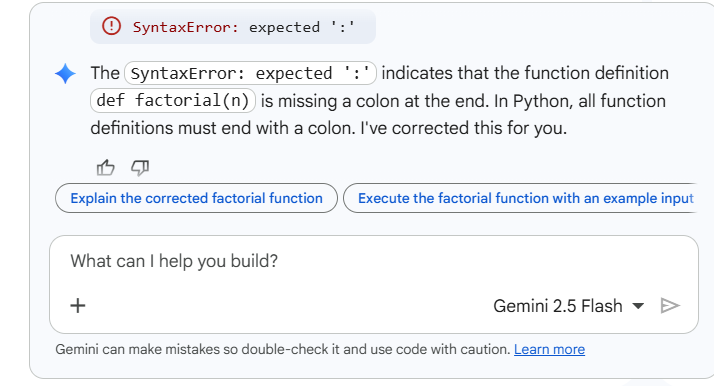 SyntaxError: expected ':'
The SyntaxError: expected ':' indicates that the function definition
def factorial(n) is missing a colon at the end. In Python, all function
definitions must end with a colon. I've corrected this for you.
Explain the corrected factorial function
Execute the factorial function with an example input
What can I help you build?
Gemini 2.5 Flash
Gemini can make mistakes so double-check it and use code with caution. Learn more